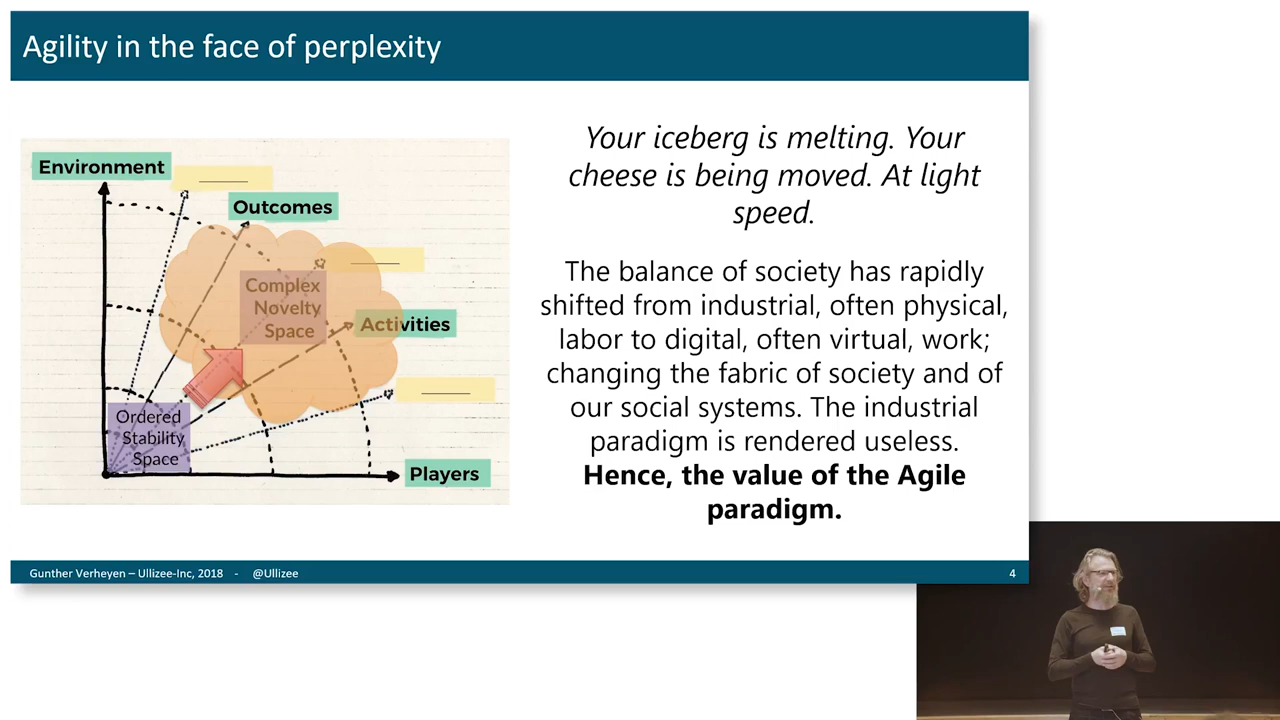 Agility in the face of perplexity
Environment
Outcomes
Complex
Novelty
Space
Activities
Ordered
Stability
Space
Players
Your iceberg is melting. Your
cheese is being moved. At light
speed.
The balance of society has rapidly
shifted from industrial, often physical,
labor to digital, often virtual, work;
changing the fabric of society and of
our social systems. The industrial
paradigm is rendered useless.
Hence, the value of the Agile
paradigm.
Gunther Verheyen – Ullizee-Inc, 2018 - @Ullizee
4